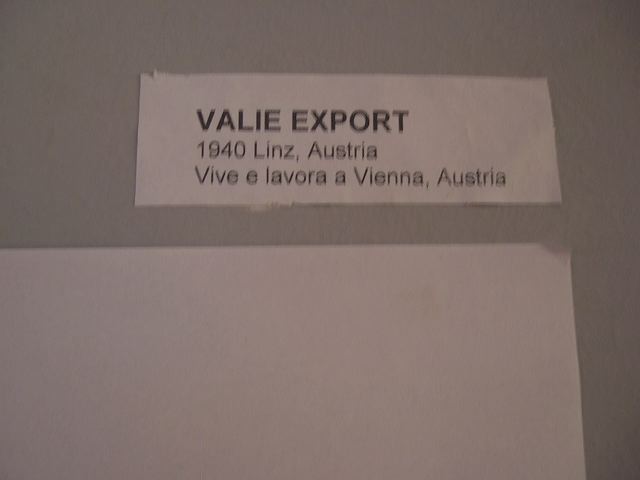 VALIE EXPORT
1940 Linz, Austria
Vive e lavora a Vienna, Austria